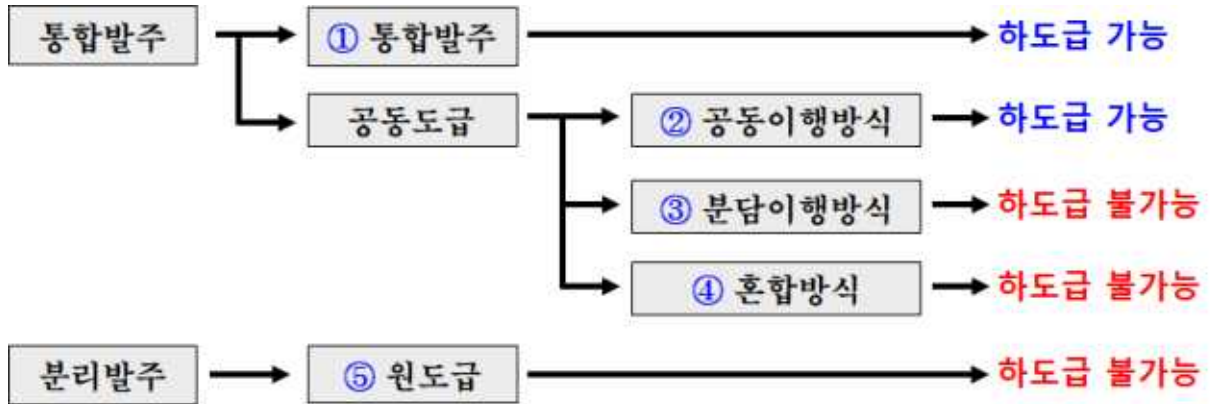 통합발주 ① 통합발주 하도급 가능
공동도급 ② 공동이행방식 하도급 가능
③ 분담이행방식 하도급 불가능
④ 혼합방식 하도급 불가능
분리발주 ⑤ 원도급 하도급 불가능